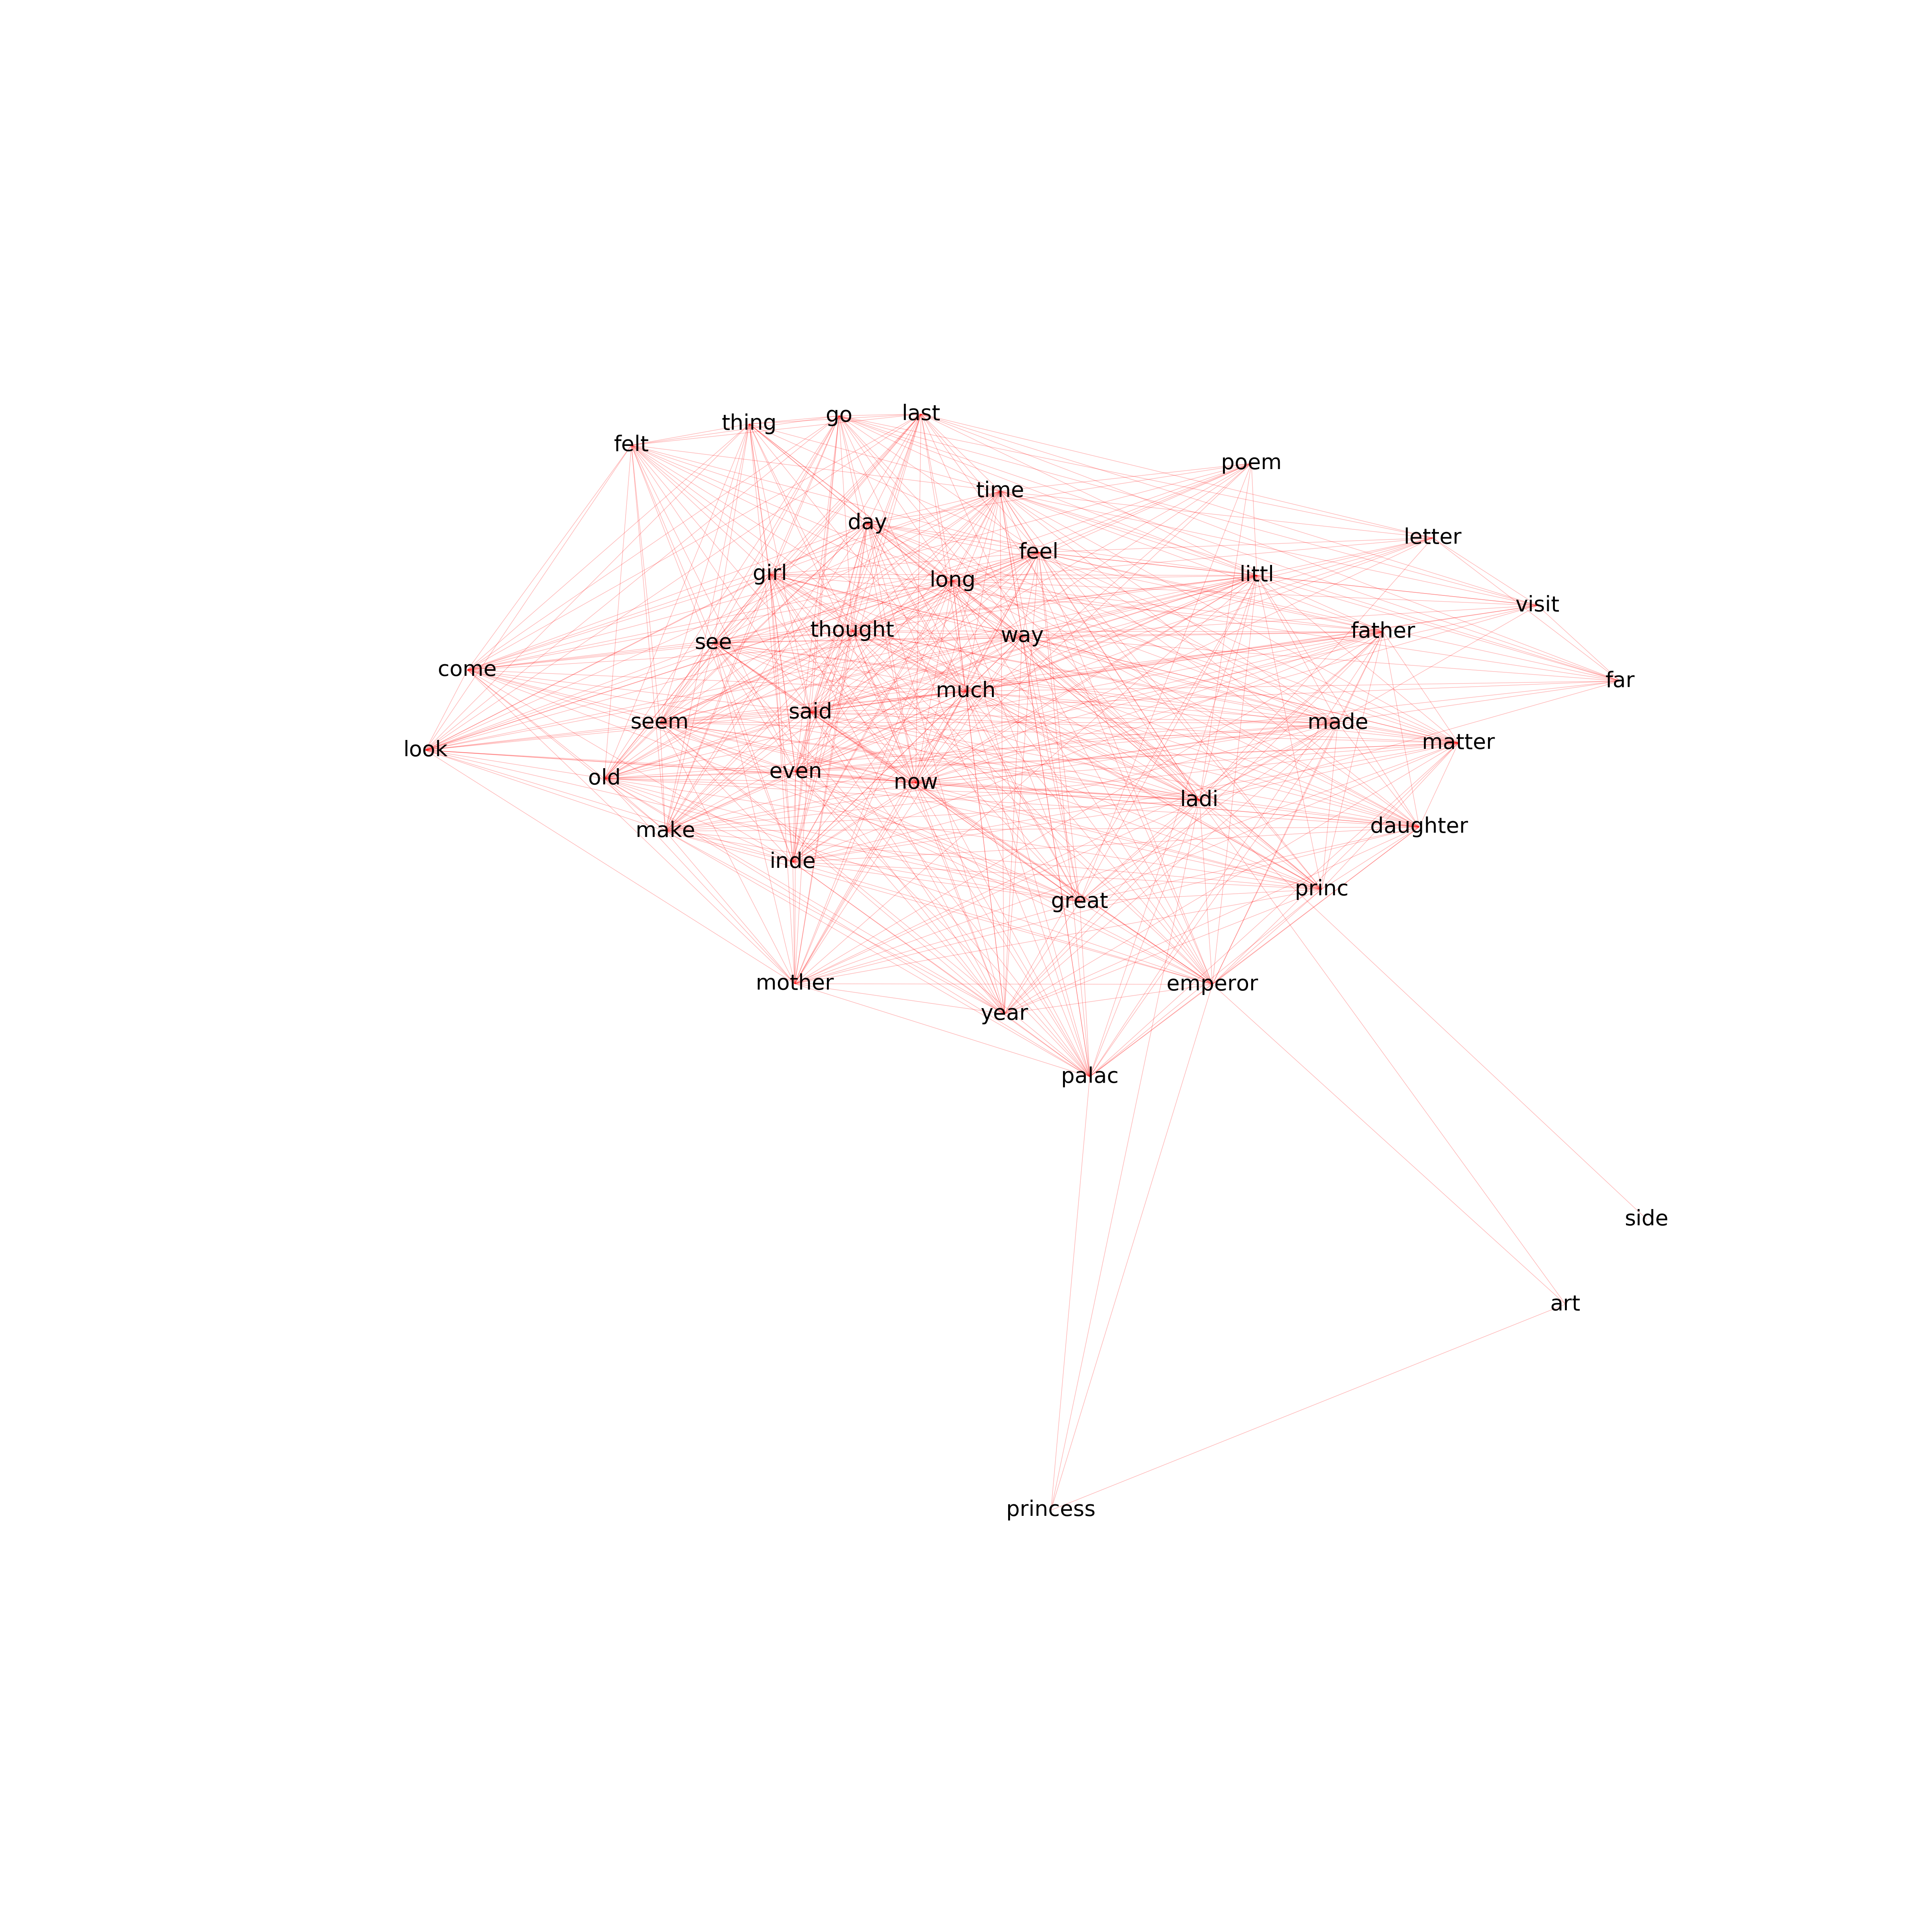 last
go
thing
felt
poem
time
day
letter
feel
girl
littl
long
visit
thought
father
way
see
come
far
much
said
seem
made
matter
look
even
old
now
ladi
daughter
make
inde
princ
great
mother
emperor
year
palac
side
art
princess